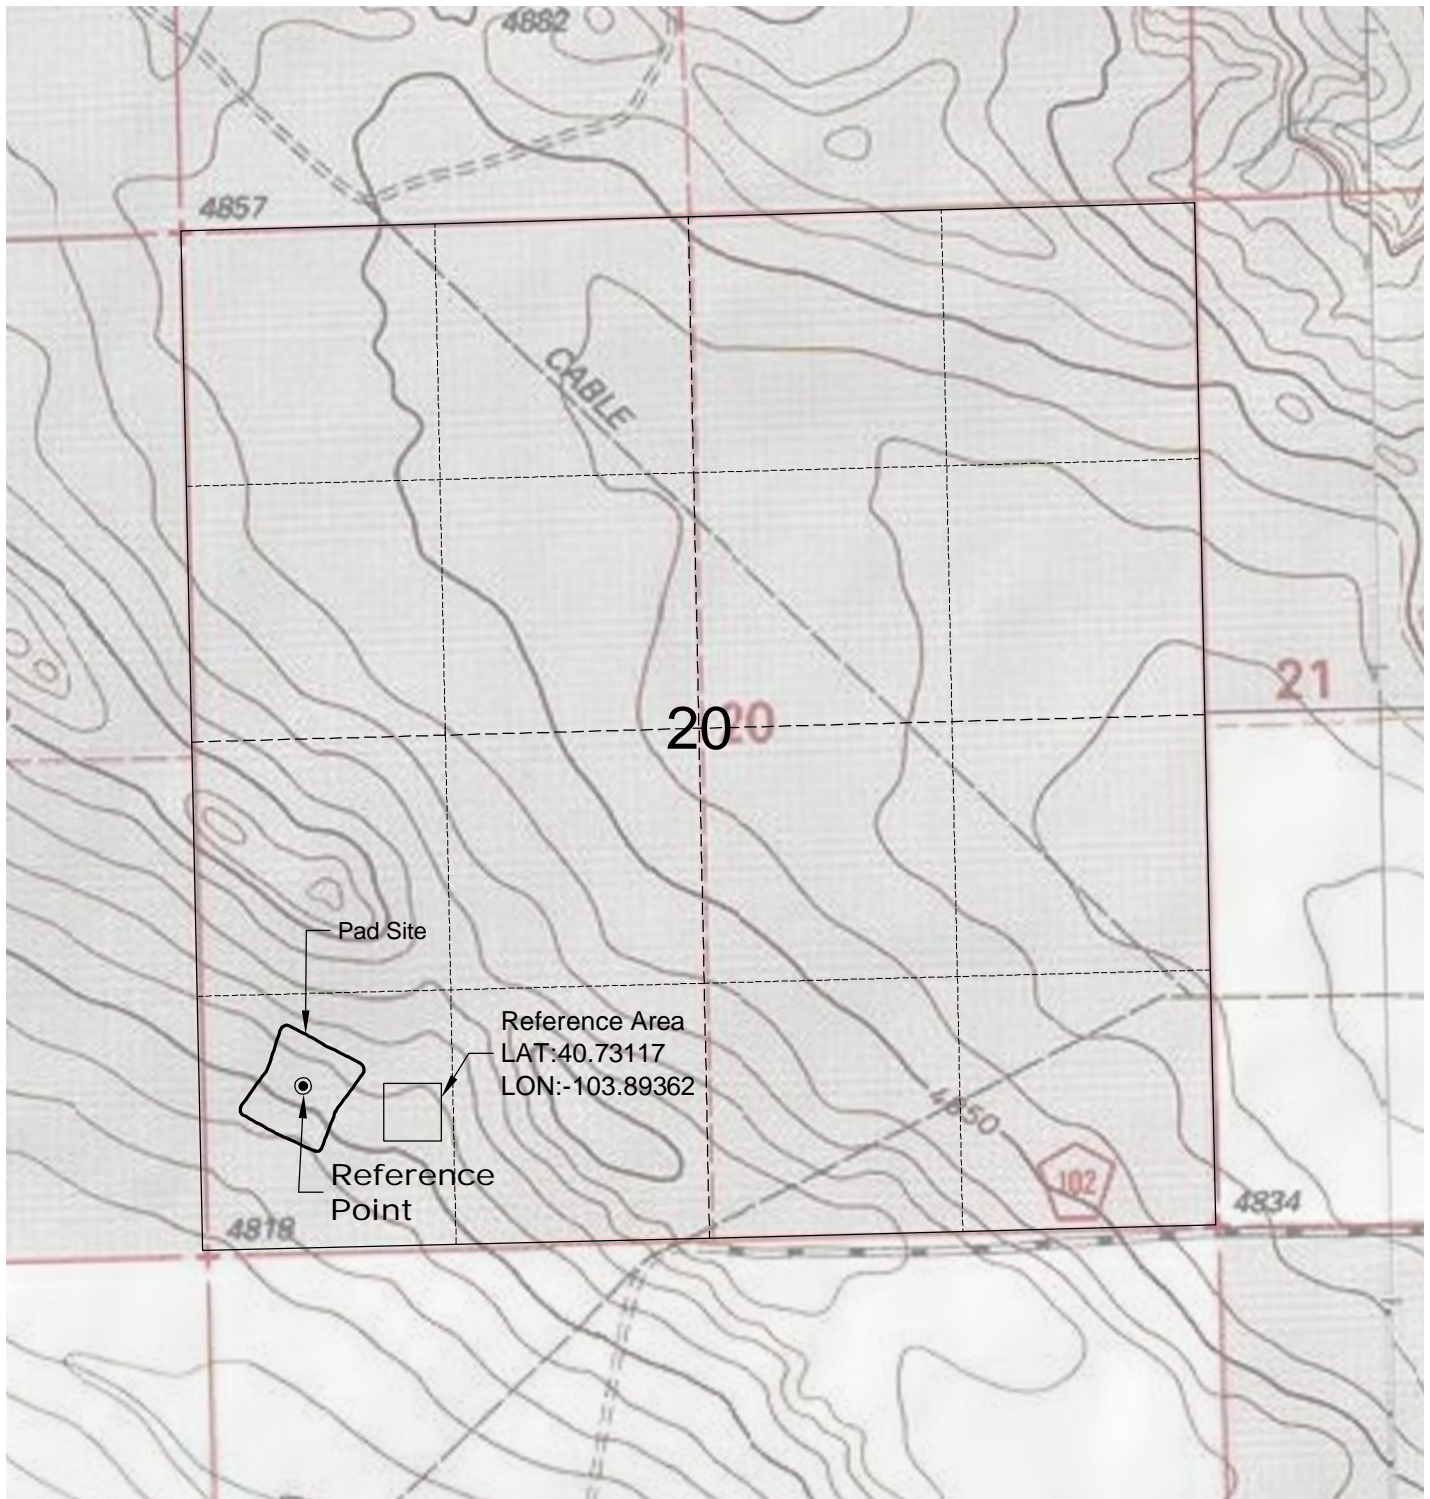 4882
4857
CABLE
21
20
20
Pad Site
Reference Area
LAT:40.73117
LON:-103.89362
4850
102
Reference
Point
4818
4834